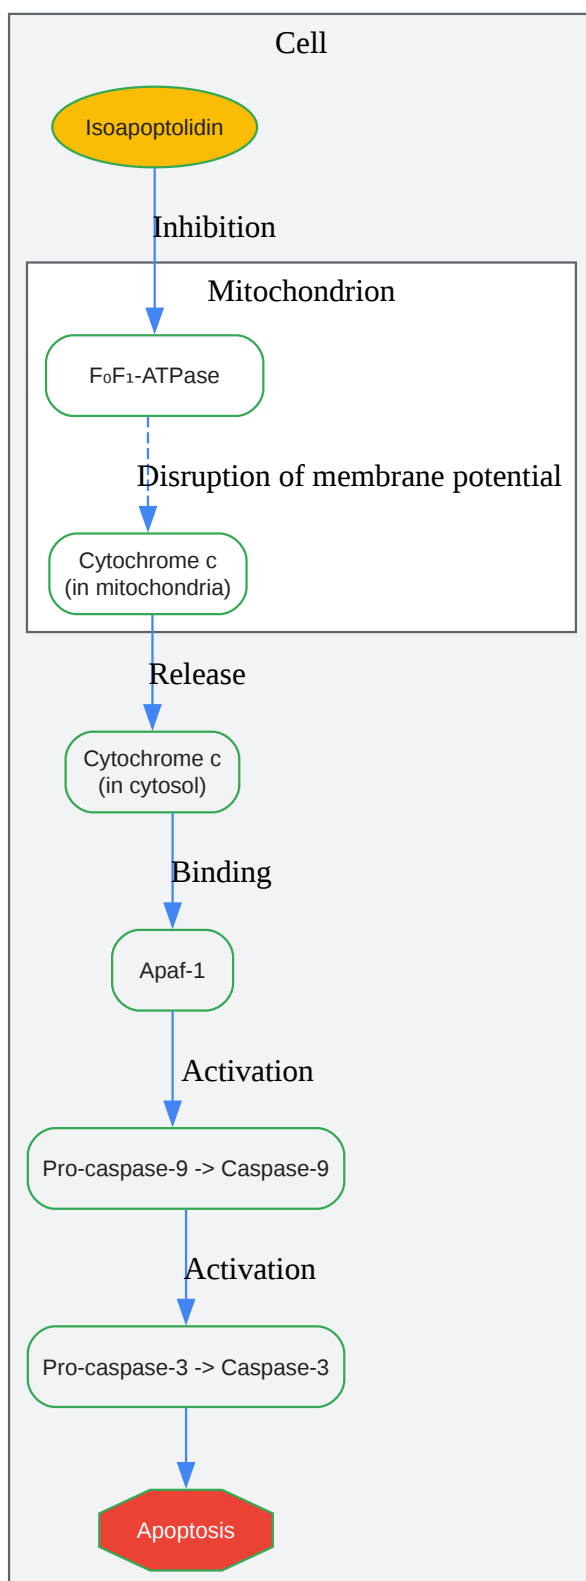 Cell
Isoapoptolidin
Inhibition
Mitochondrion
F₀F₁-ATPase
Disruption of membrane potential
Cytochrome c
(in mitochondria)
Release
Cytochrome c
(in cytosol)
Binding
Apaf-1
Activation
Pro-caspase-9 -> Caspase-9
Activation
Pro-caspase-3 -> Caspase-3
Apoptosis